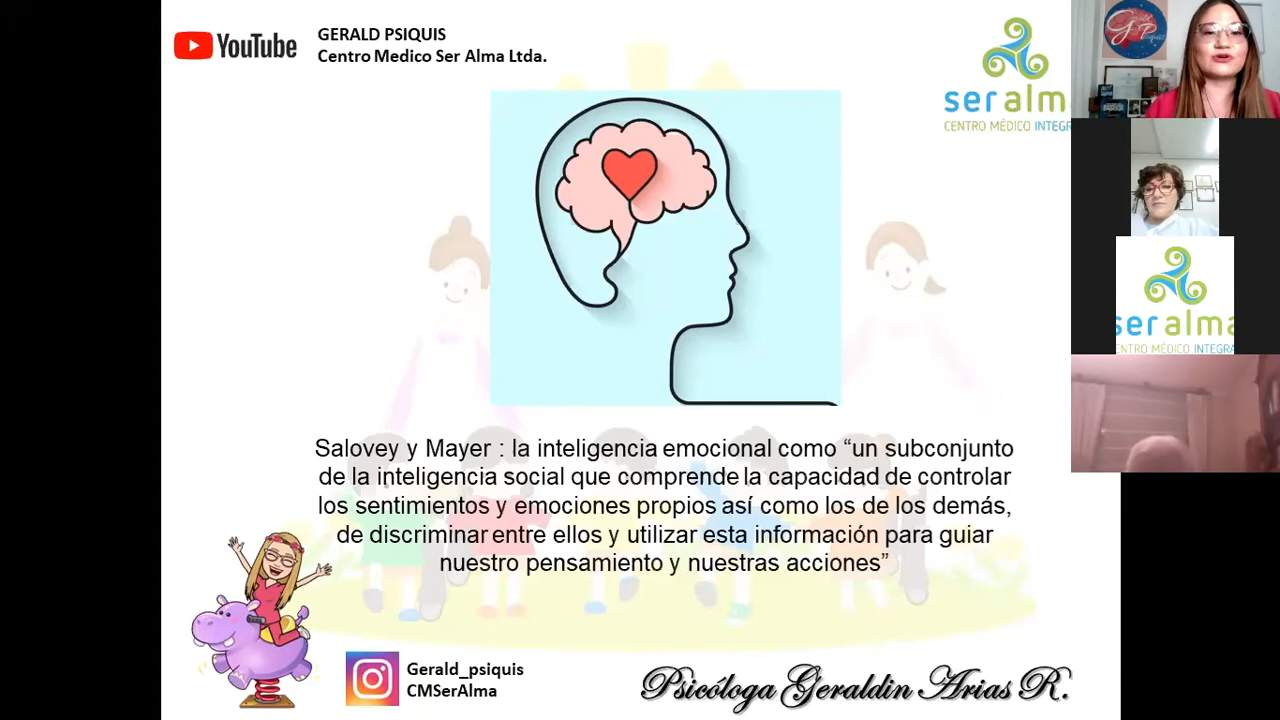 YouTube
GERALD PSIQUIS
Centro Medico Ser Alma Ltda.
ser alma
CENTRO MÉDICO INTEGR
Salovey y Mayer : la inteligencia emocional como “un subconjunto
de la inteligencia social que comprende la capacidad de controlar
los sentimientos y emociones propios así como los de los demás,
de discriminar entre ellos y utilizar esta información para guiar
nuestro pensamiento y nuestras acciones”
Gerald_psiquis
CMSerAlma
Psicóloga Geraldin Arias R.
ser alma
CENTRO MÉDICO INTEGRA